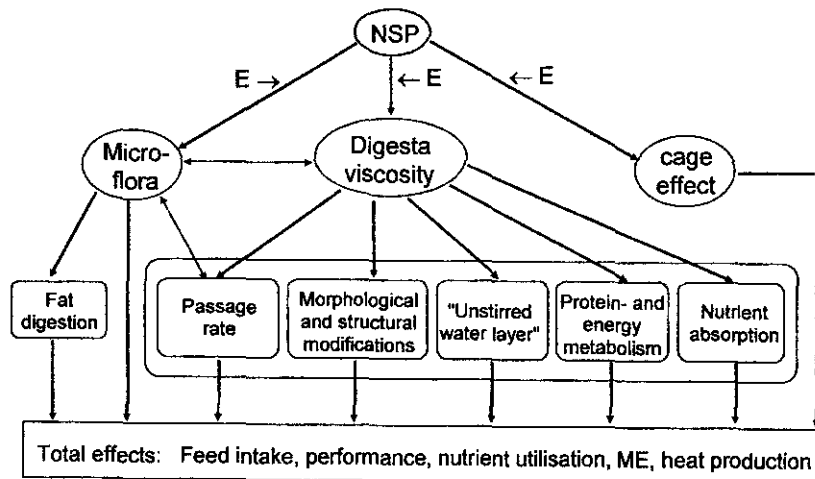 NSP
E →
← E
← E
Micro-
flora
Digesta
viscosity
cage
effect
Fat
digestion
Passage
rate
Morphological
and structural
modifications
"Unstirred
water layer"
Protein- and
energy
metabolism
Nutrient
absorption
Total effects: Feed intake, performance, nutrient utilisation, ME, heat production